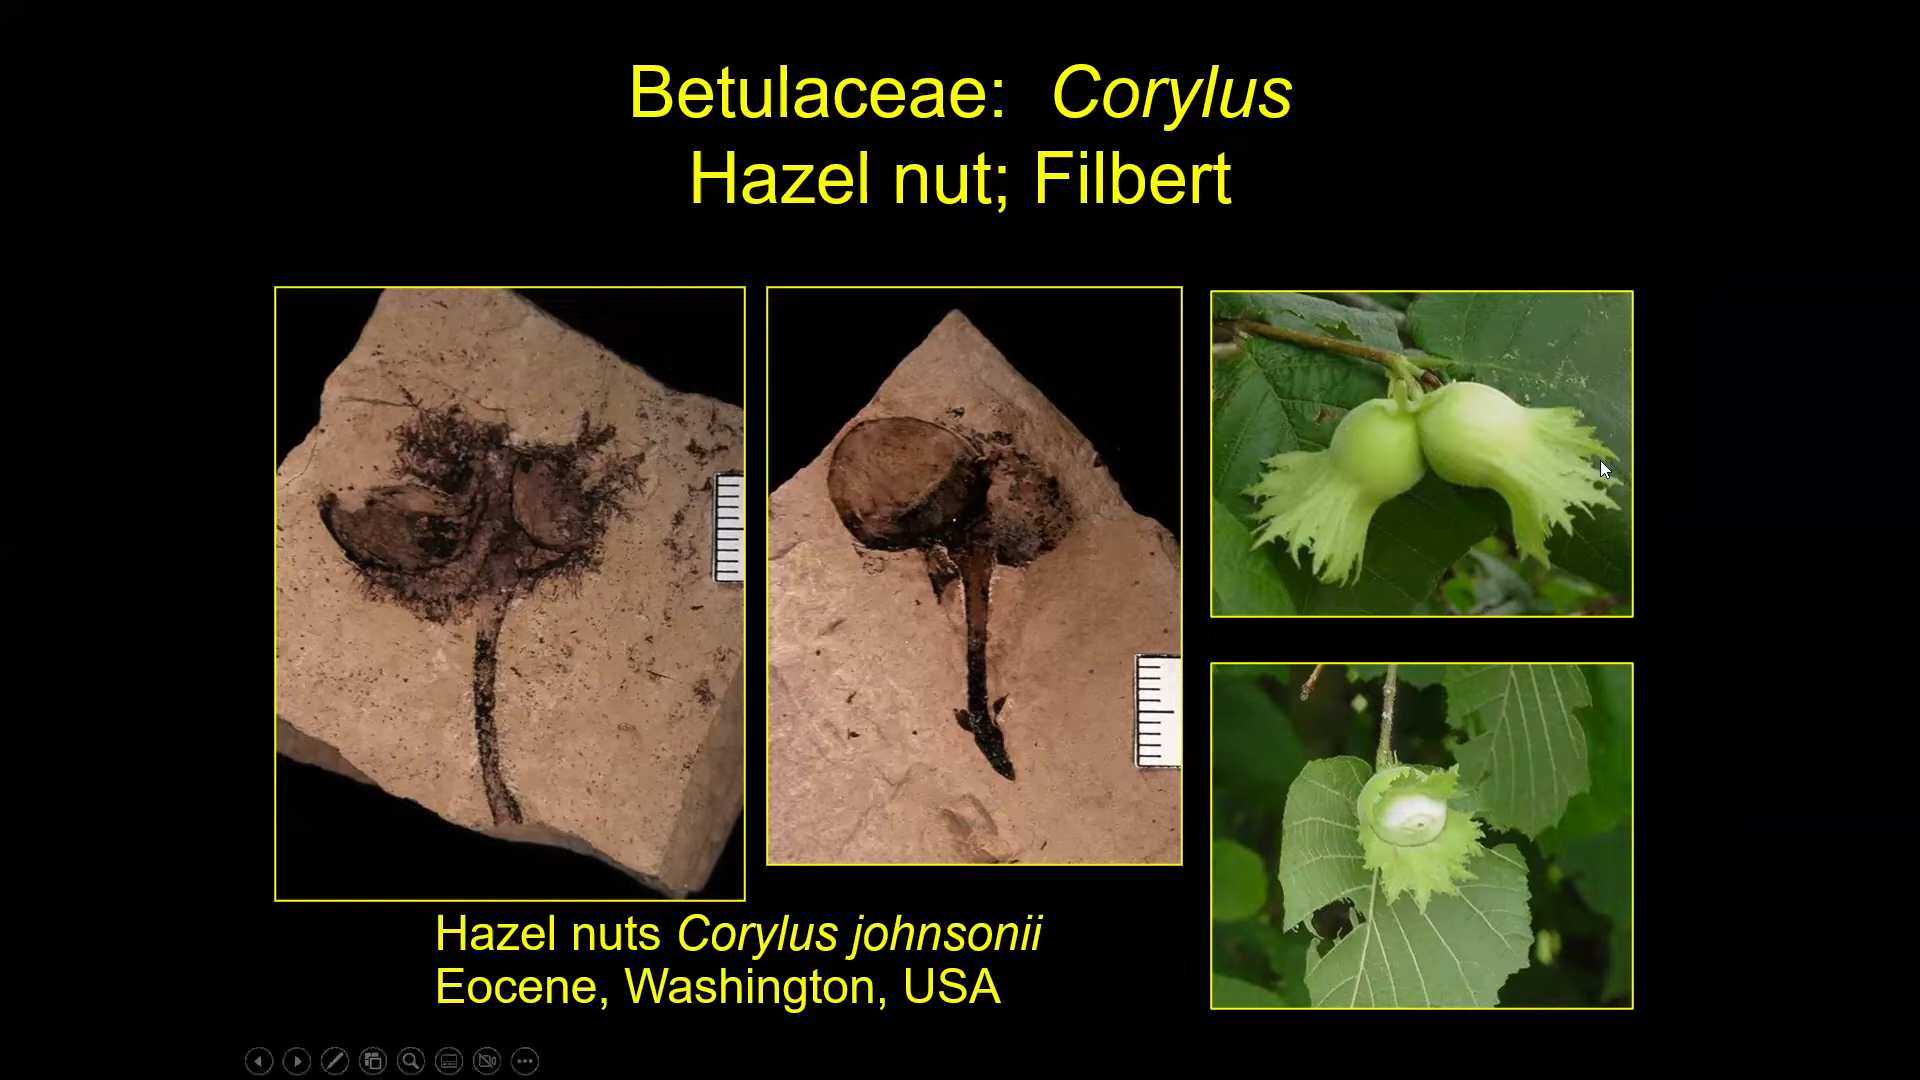 Betulaceae: Corylus
Hazel nut; Filbert
Hazel nuts Corylus johnsonii
Eocene, Washington, USA